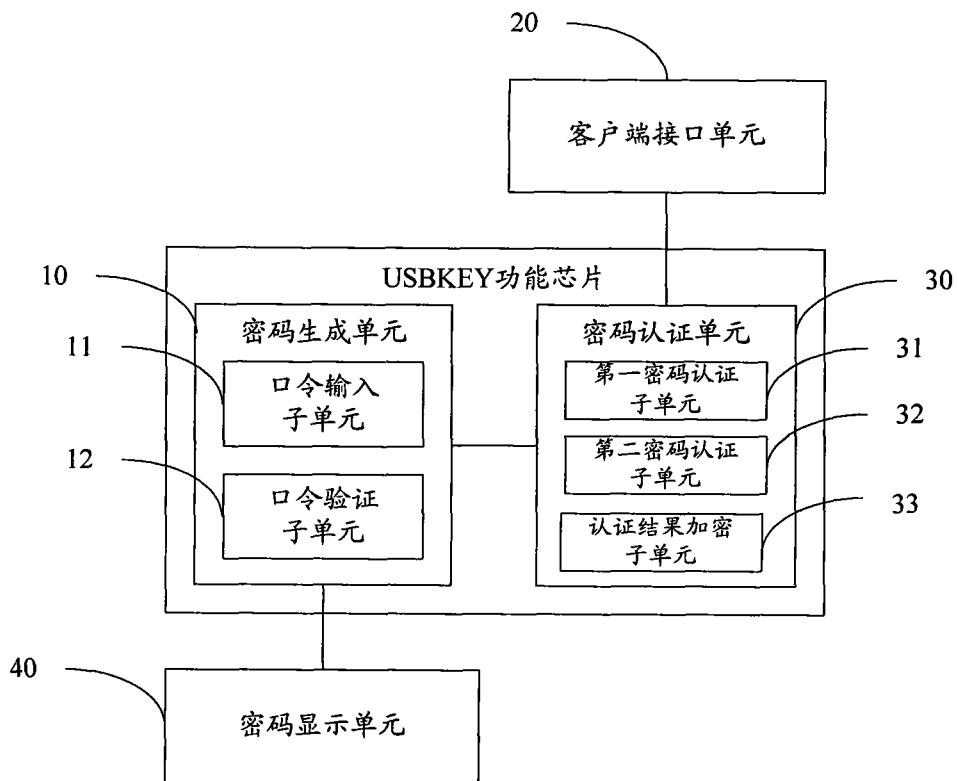 20
客户端接口单元
USBKEY功能芯片
10
密码生成单元
11
口令输入
子单元
12
口令验证
子单元
密码认证单元
30
第一密码认证
子单元
31
第二密码认证
子单元
32
认证结果加密
子单元
33
40
密码显示单元